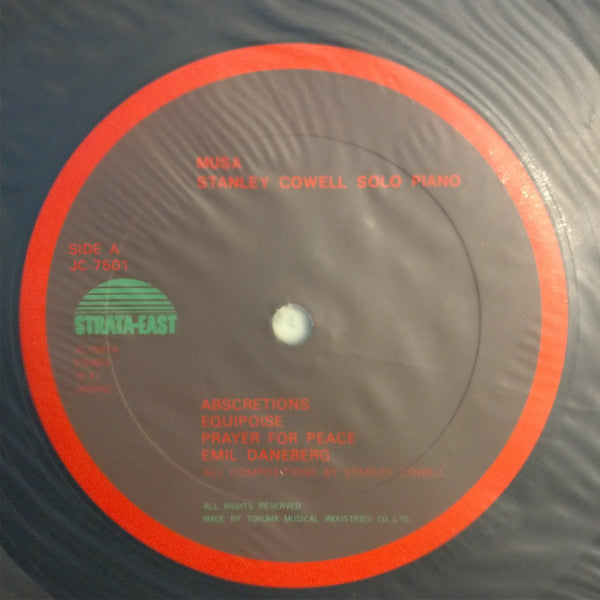 MUSA
STANLEY COWELL SOLO PIANO
SIDE A
JC-7501
STRATA-EAST
ABSCRETIONS
EQUIPOISE
PRAYER FOR PEACE
EMIL DANEBERG
ALL COMPOSITIONS BY STANLEY COWELL
ALL RIGHTS RESERVED
MADE BY TOKUMA MUSICAL INDUSTRIES CO.,LTD.